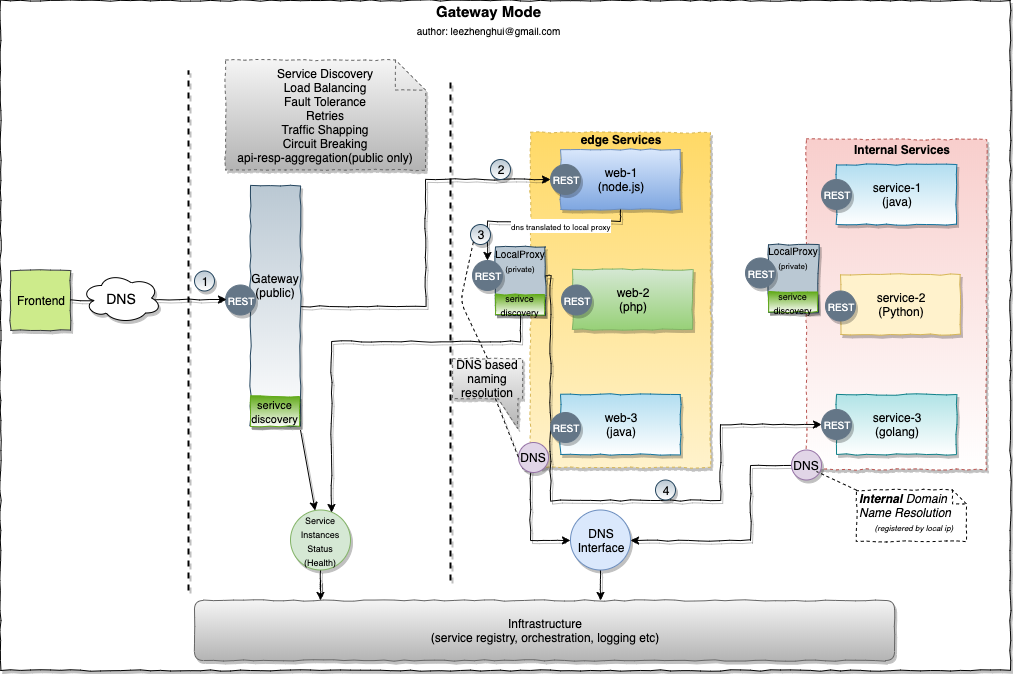 Gateway Mode
author: leezhenghui@gmail.com
Service Discovery
Load Balancing
Fault Tolerance
Retries
Traffic Shapping
Circuit Breaking
api-resp-aggregation(public only)
Frontend
DNS
1
REST
Gateway
(public)
serivce
discovery
2
edge Services
REST
web-1
(node.js)
dns translated to local proxy
3
REST
LocalProxy
(private)
serivce
discovery
REST
web-2
(php)
DNS based
naming
resolution
REST
web-3
(java)
DNS
4
Internal Services
REST
service-1
(java)
REST
LocalProxy
(private)
serivce
discovery
REST
service-2
(Python)
REST
service-3
(golang)
DNS
Internal Domain
Name Resolution
(registered by local ip)
Service
Instances
Status
(Health)
DNS
Interface
Inftrastructure
(service registry, orchestration, logging etc)